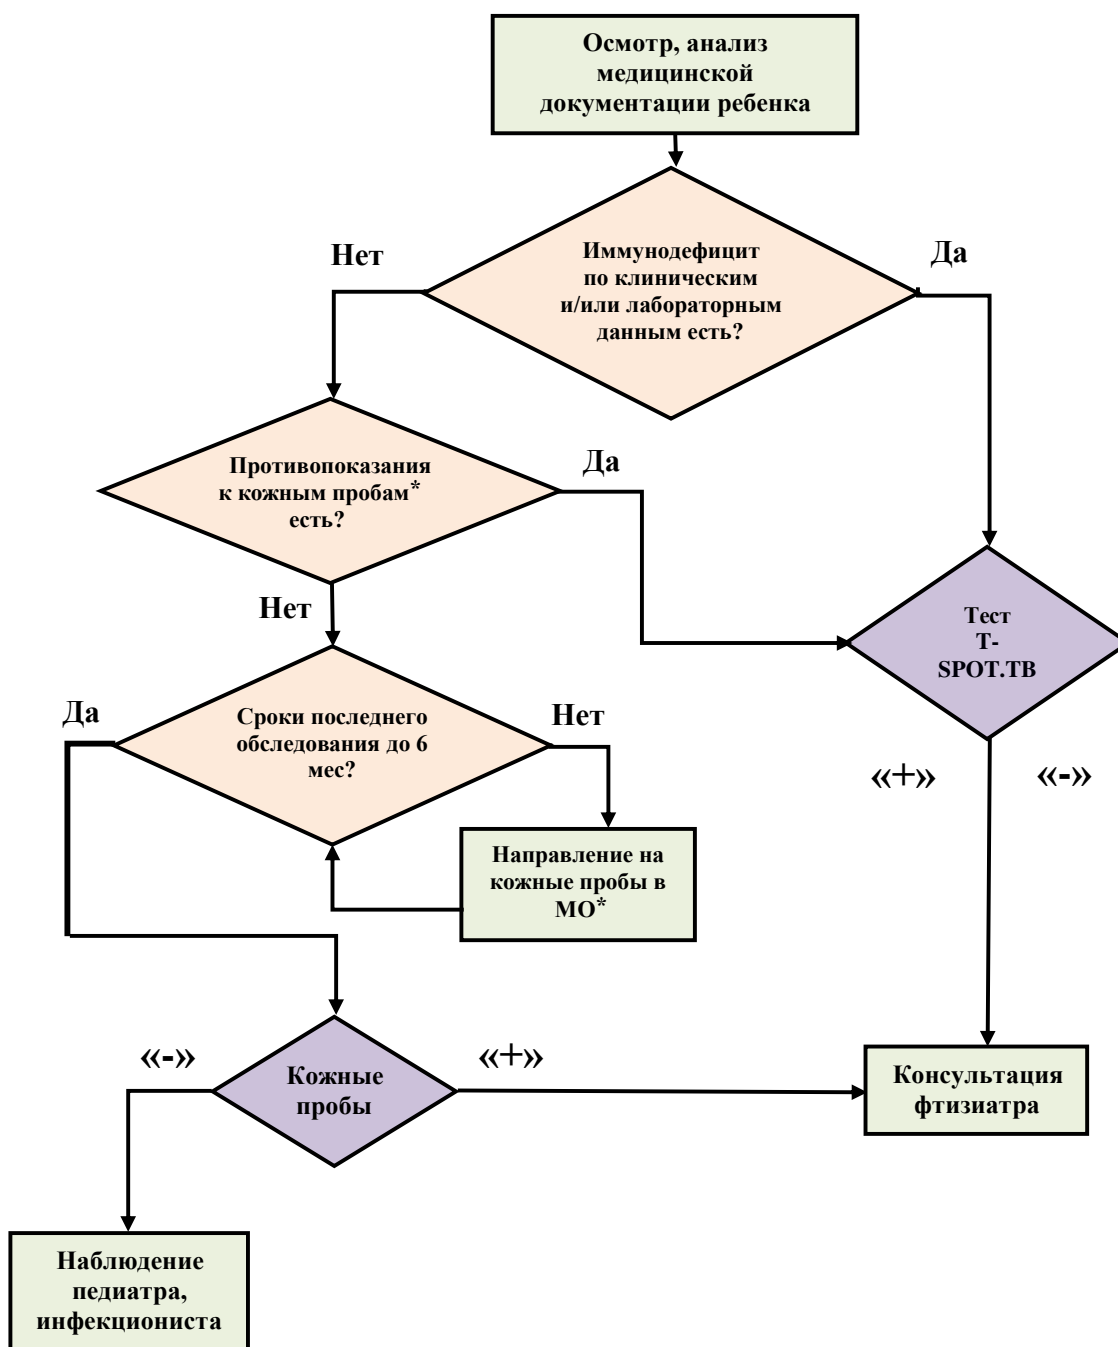 Осмотр, анализ
медицинской
документации ребенка
Нет
Иммунодефицит
по клиническим
и/или лабораторным
данным есть?
Да
Противопоказания
к кожным пробам*
есть?
Да
Нет
Тест
Т-
SPOT.TB
Да
Сроки последнего
обследования до 6
мес?
Нет
«+»
«-»
Направление на
кожные пробы в
МО*
«-»
Кожные
пробы
«+»
Консультация
фтизиатра
Наблюдение
педиатра,
инфекциониста